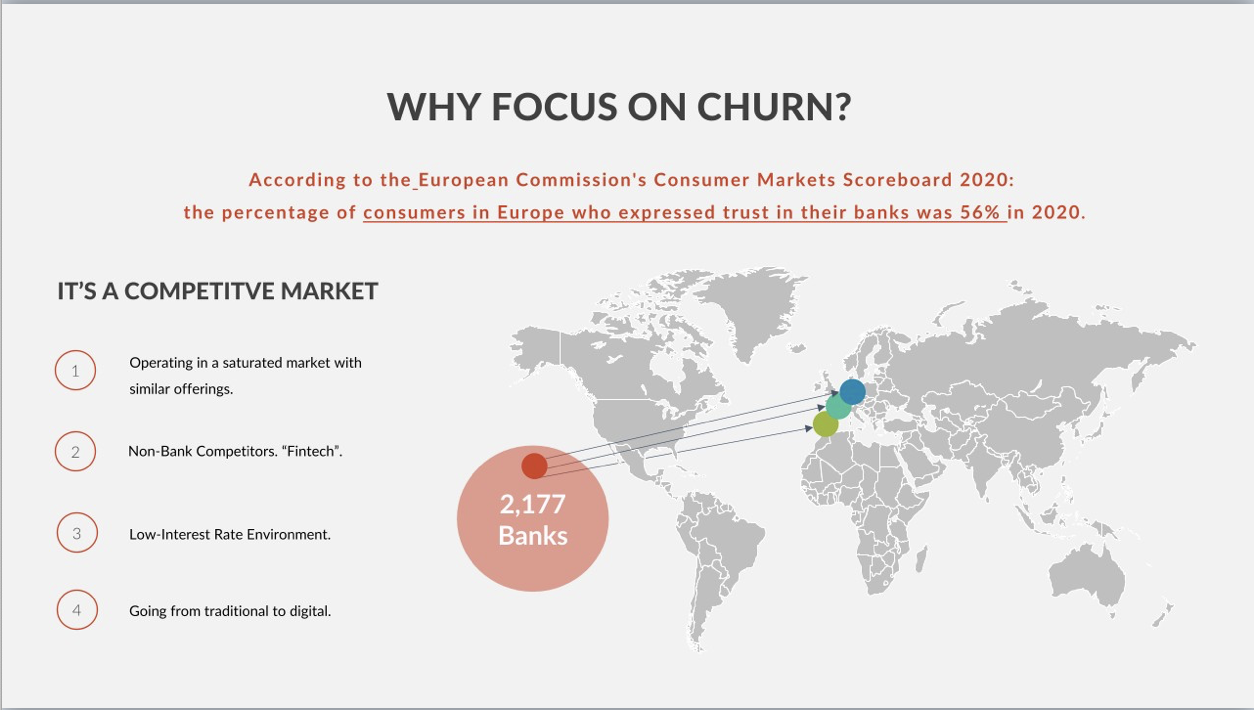 WHY FOCUS ON CHURN?
According to the European Commission's Consumer Markets Scoreboard 2020:
the percentage of consumers in Europe who expressed trust in their banks was 56% in 2020.
IT’S A COMPETITVE MARKET
1
Operating in a saturated market with
similar offerings.
2
Non-Bank Competitors. “Fintech”.
3
Low-Interest Rate Environment.
4
Going from traditional to digital.
2,177
Banks